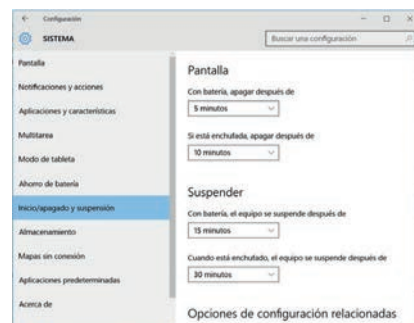 Configuración
SISTEMA
Buscar una configuración
Pantalla
Notificaciones y acciones
Aplicaciones y características
Multitarea
Modo de tableta
Ahorro de batería
Inicio/apagado y suspensión
Almacenamiento
Mapas sin conexión
Aplicaciones predeterminadas
Acerca de
Pantalla
Con batería, apagar después de
5 minutos
Si está enchufada, apagar después de
10 minutos
Suspender
Con batería, el equipo se suspende después de
15 minutos
Cuando está enchufado, el equipo se suspende después de
30 minutos
Opciones de configuración relacionadas